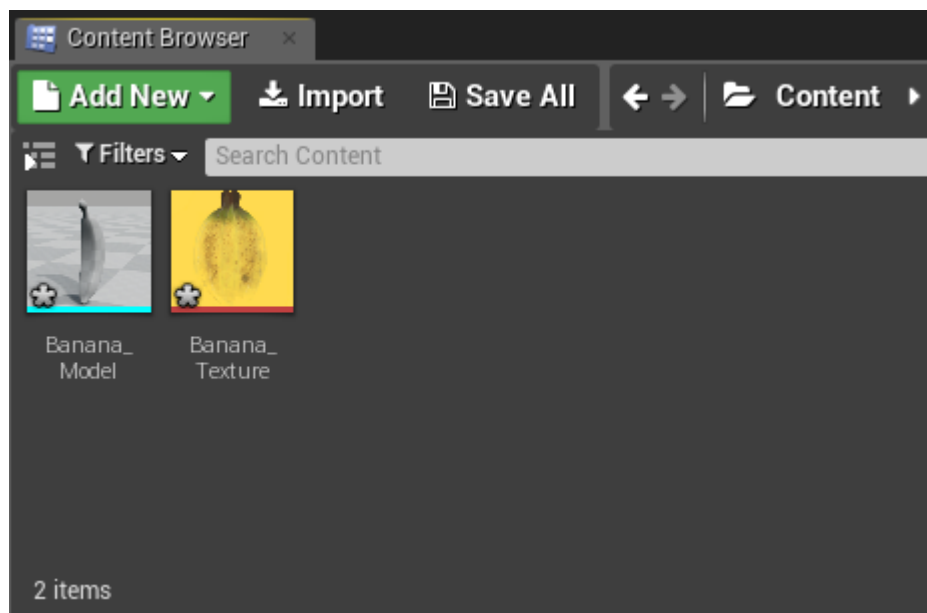 Content Browser
Add New Import Save All Content
Filters Search Content
Banana_
Model
Banana_
Texture
2 items